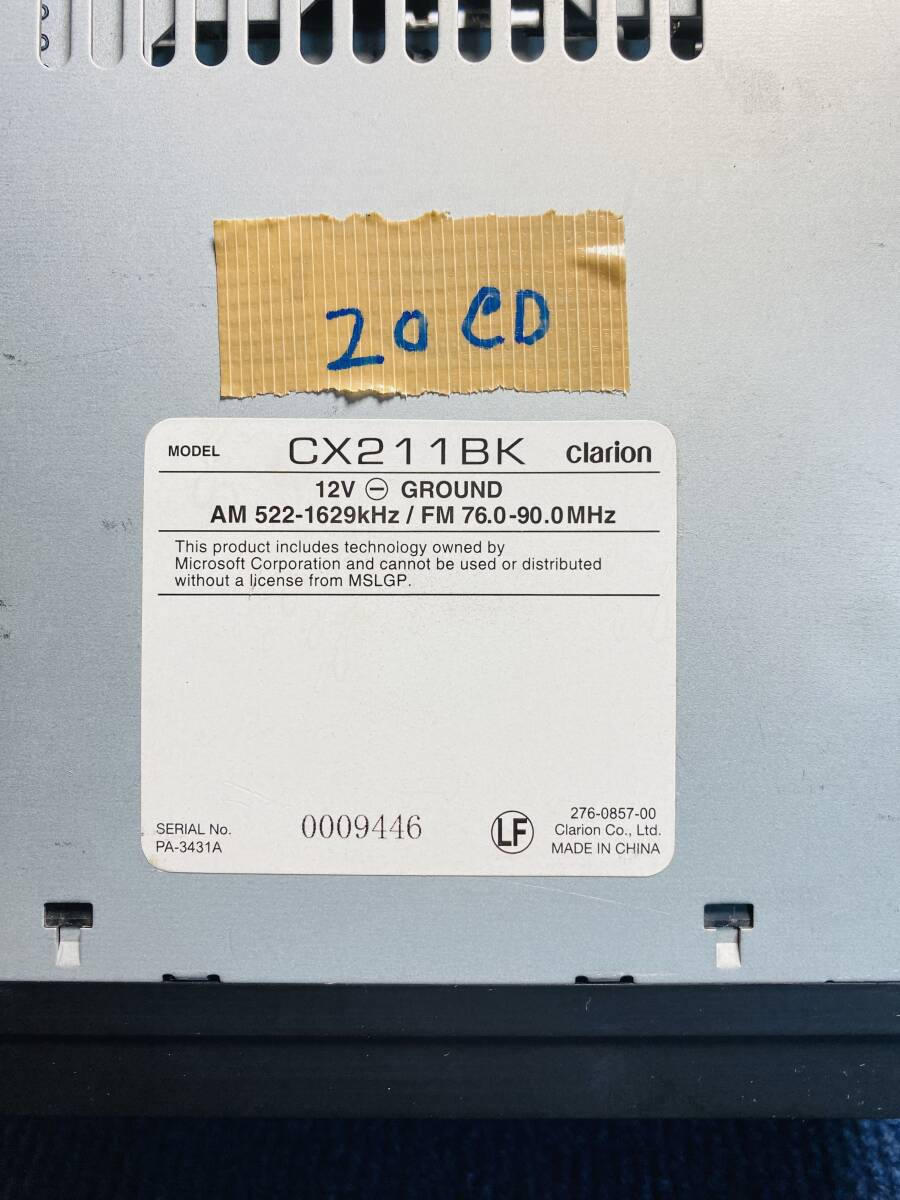 20 CD
MODEL CX211BK clarion
12V ⊖ GROUND
AM 522-1629kHz / FM 76.0-90.0MHz
This product includes technology owned by
Microsoft Corporation and cannot be used or distributed
without a license from MSLGP.
276-0857-00
SERIAL No. 0009446 LF Clarion Co., Ltd.
PA-3431A MADE IN CHINA